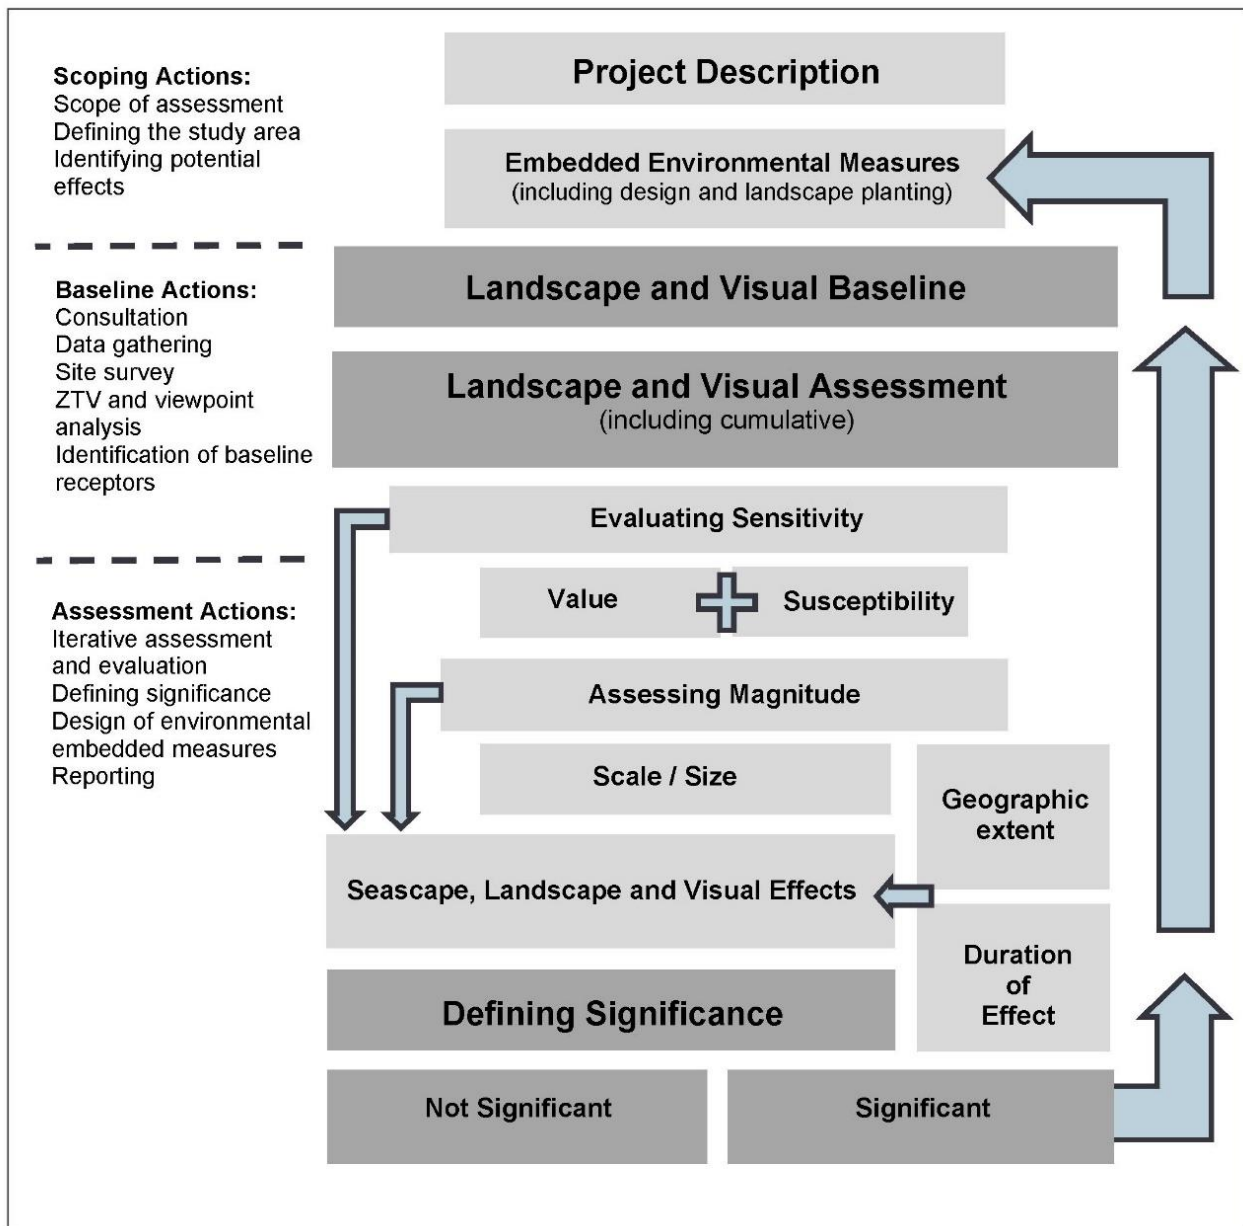 Scoping Actions:
Scope of assessment
Defining the study area
Identifying potential
effects
Baseline Actions:
Consultation
Data gathering
Site survey
ZTV and viewpoint
analysis
Identification of baseline
receptors
Assessment Actions:
Iterative assessment
and evaluation
Defining significance
Design of environmental
embedded measures
Reporting
Project Description
Embedded Environmental Measures
(including design and landscape planting)
Landscape and Visual Baseline
Landscape and Visual Assessment
(including cumulative)
Evaluating Sensitivity
Value
Susceptibility
Assessing Magnitude
Scale / Size
Geographic
extent
Seascape, Landscape and Visual Effects
Duration
of
Effect
Defining Significance
Not Significant
Significant